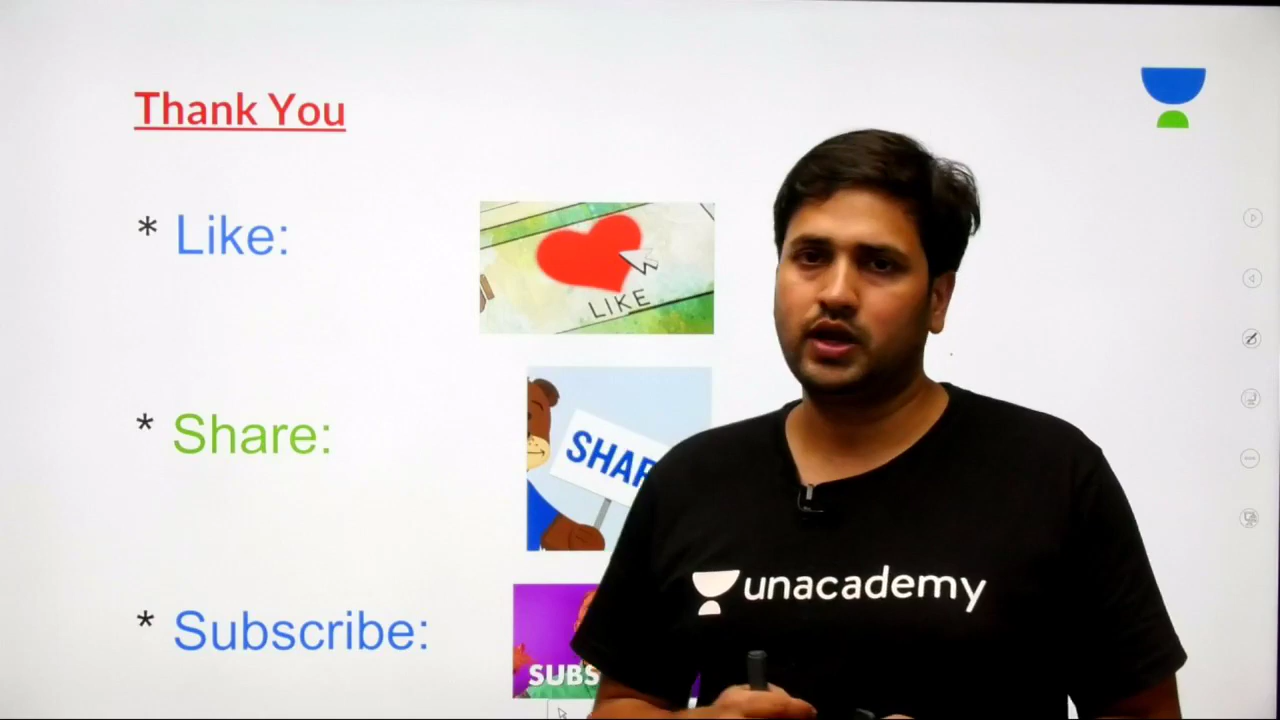 Thank You
* Like:
LIKE
* Share:
SHAR
unacademy
* Subscribe:
SUBS